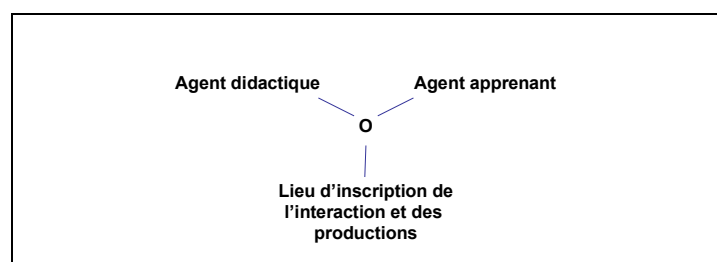 Agent didactique
Agent apprenant
O
Lieu d'inscription de
l'interaction et des
productions